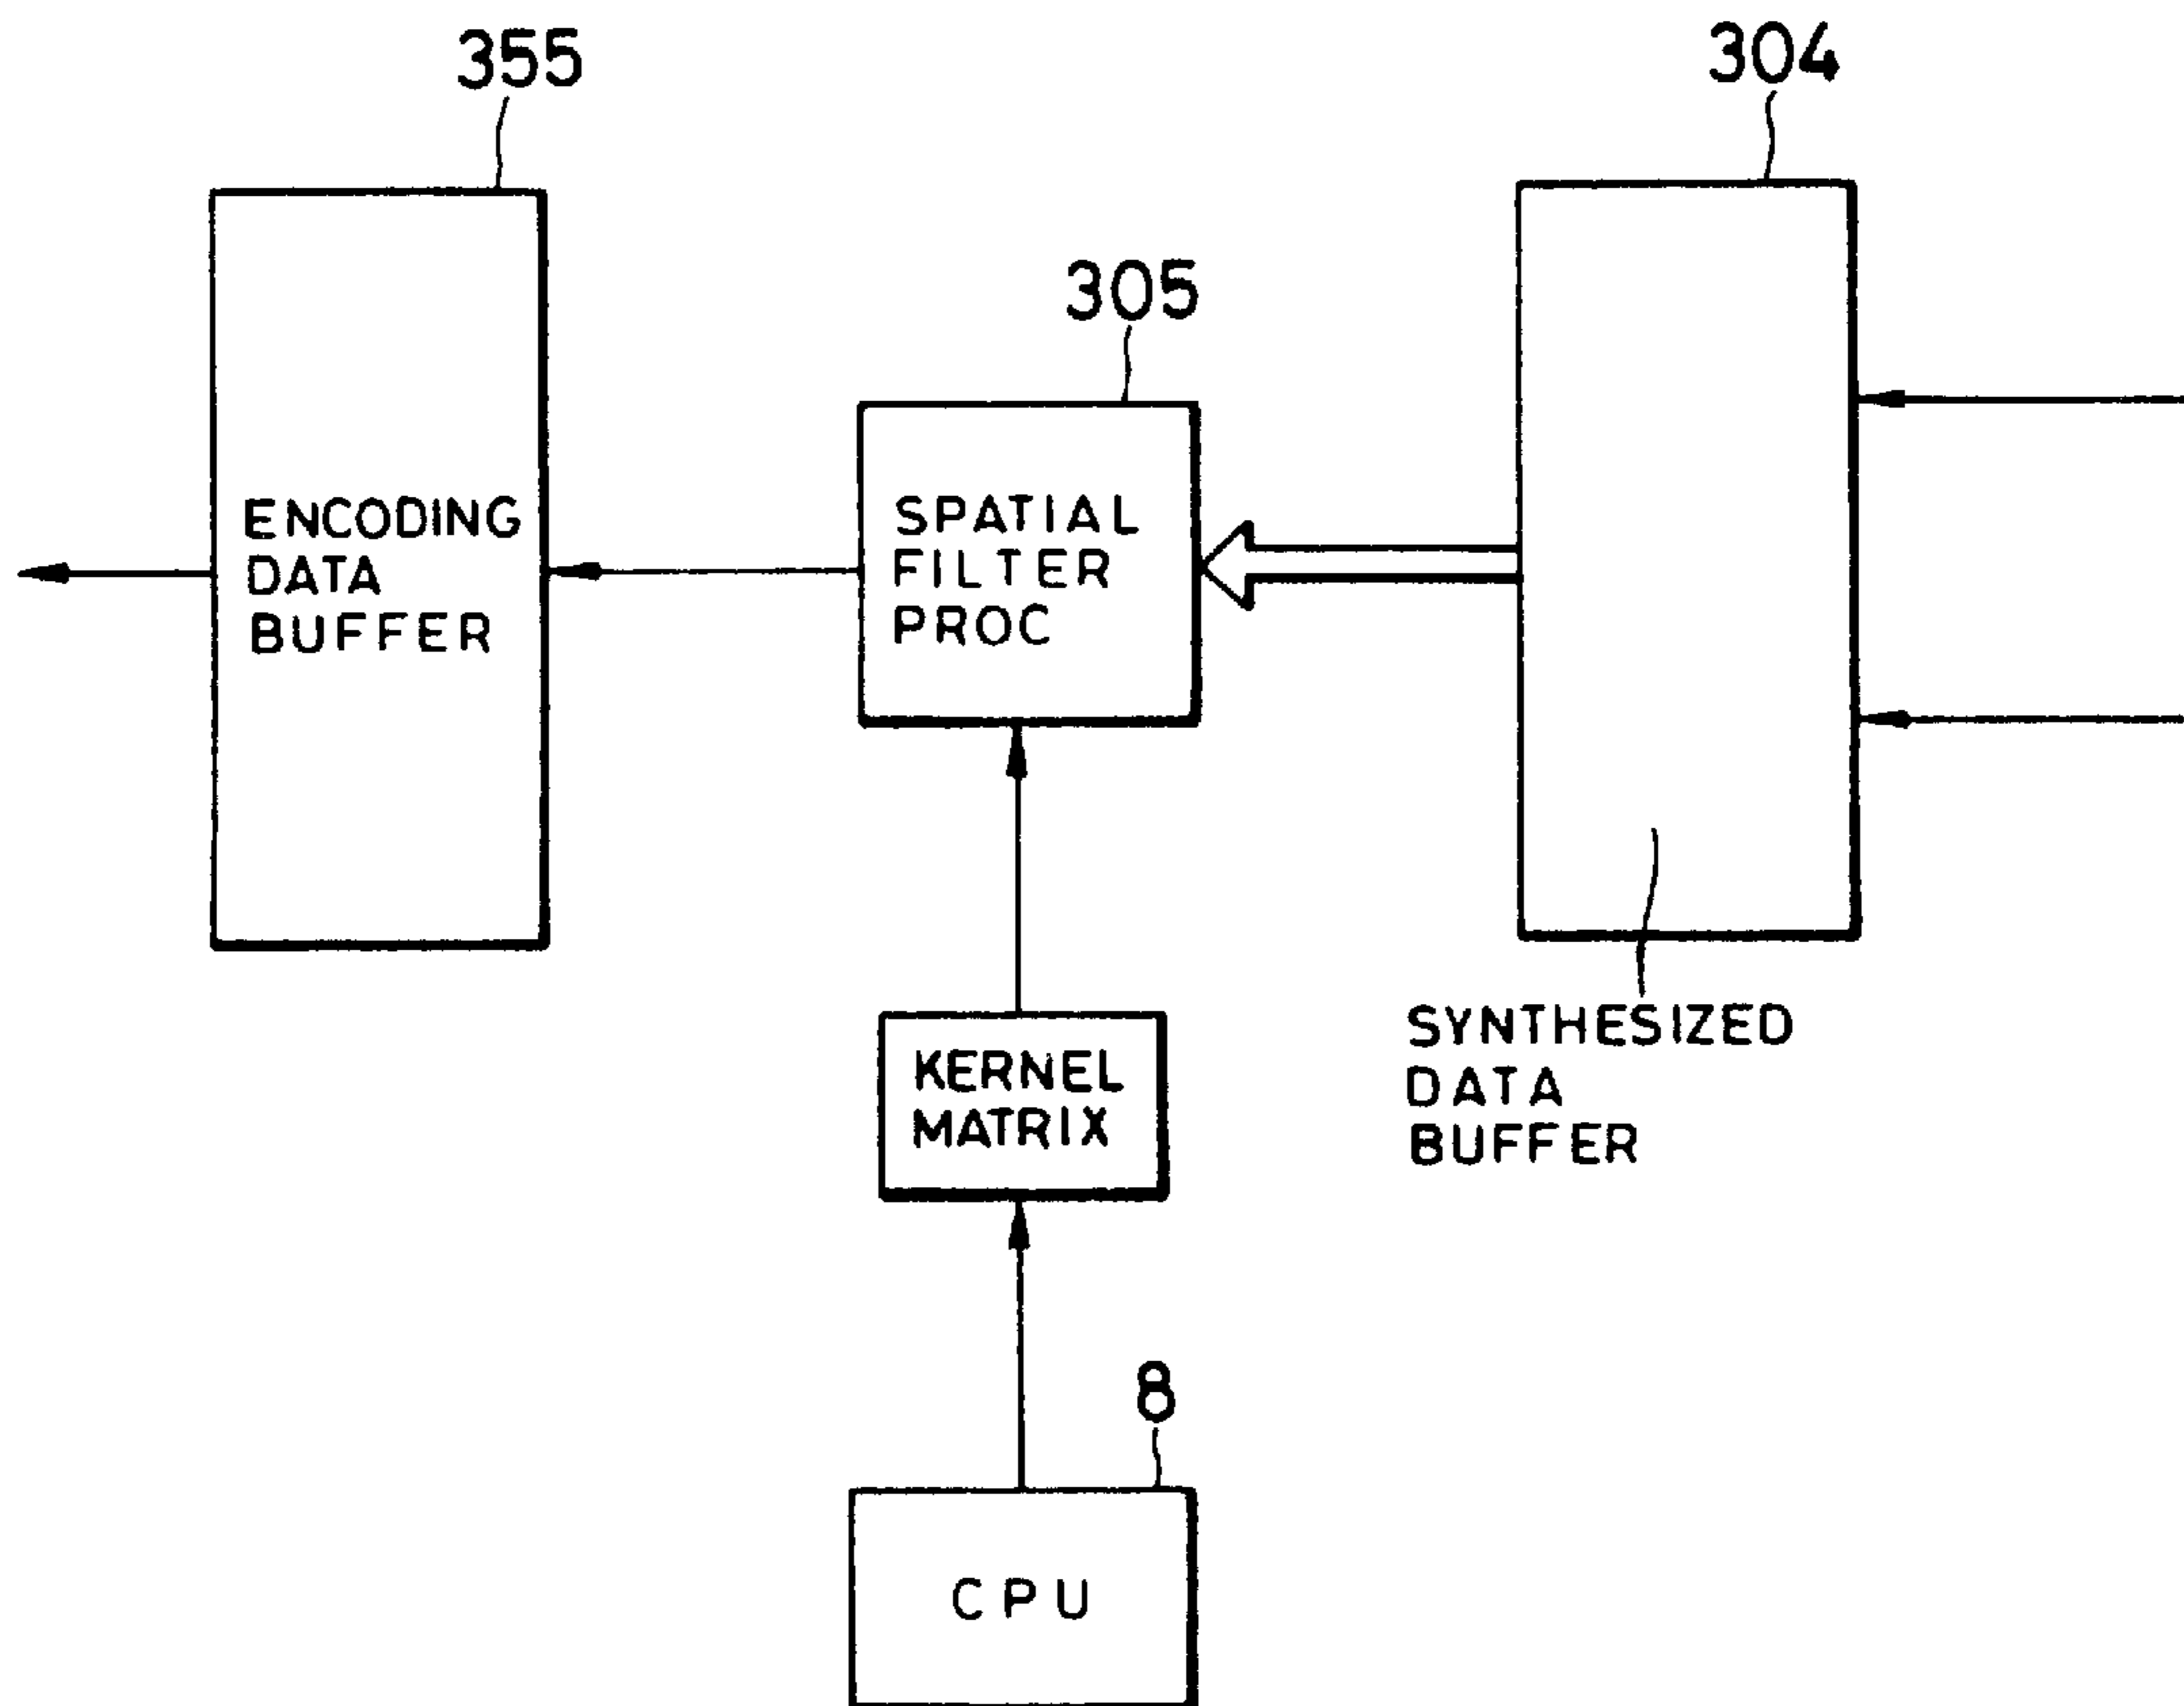 355
304
305
ENCODING
DATA
BUFFER
SPATIAL
FILTER
PROC
KERNEL
MATRIX
SYNTHESIZED
DATA
BUFFER
8
CPU